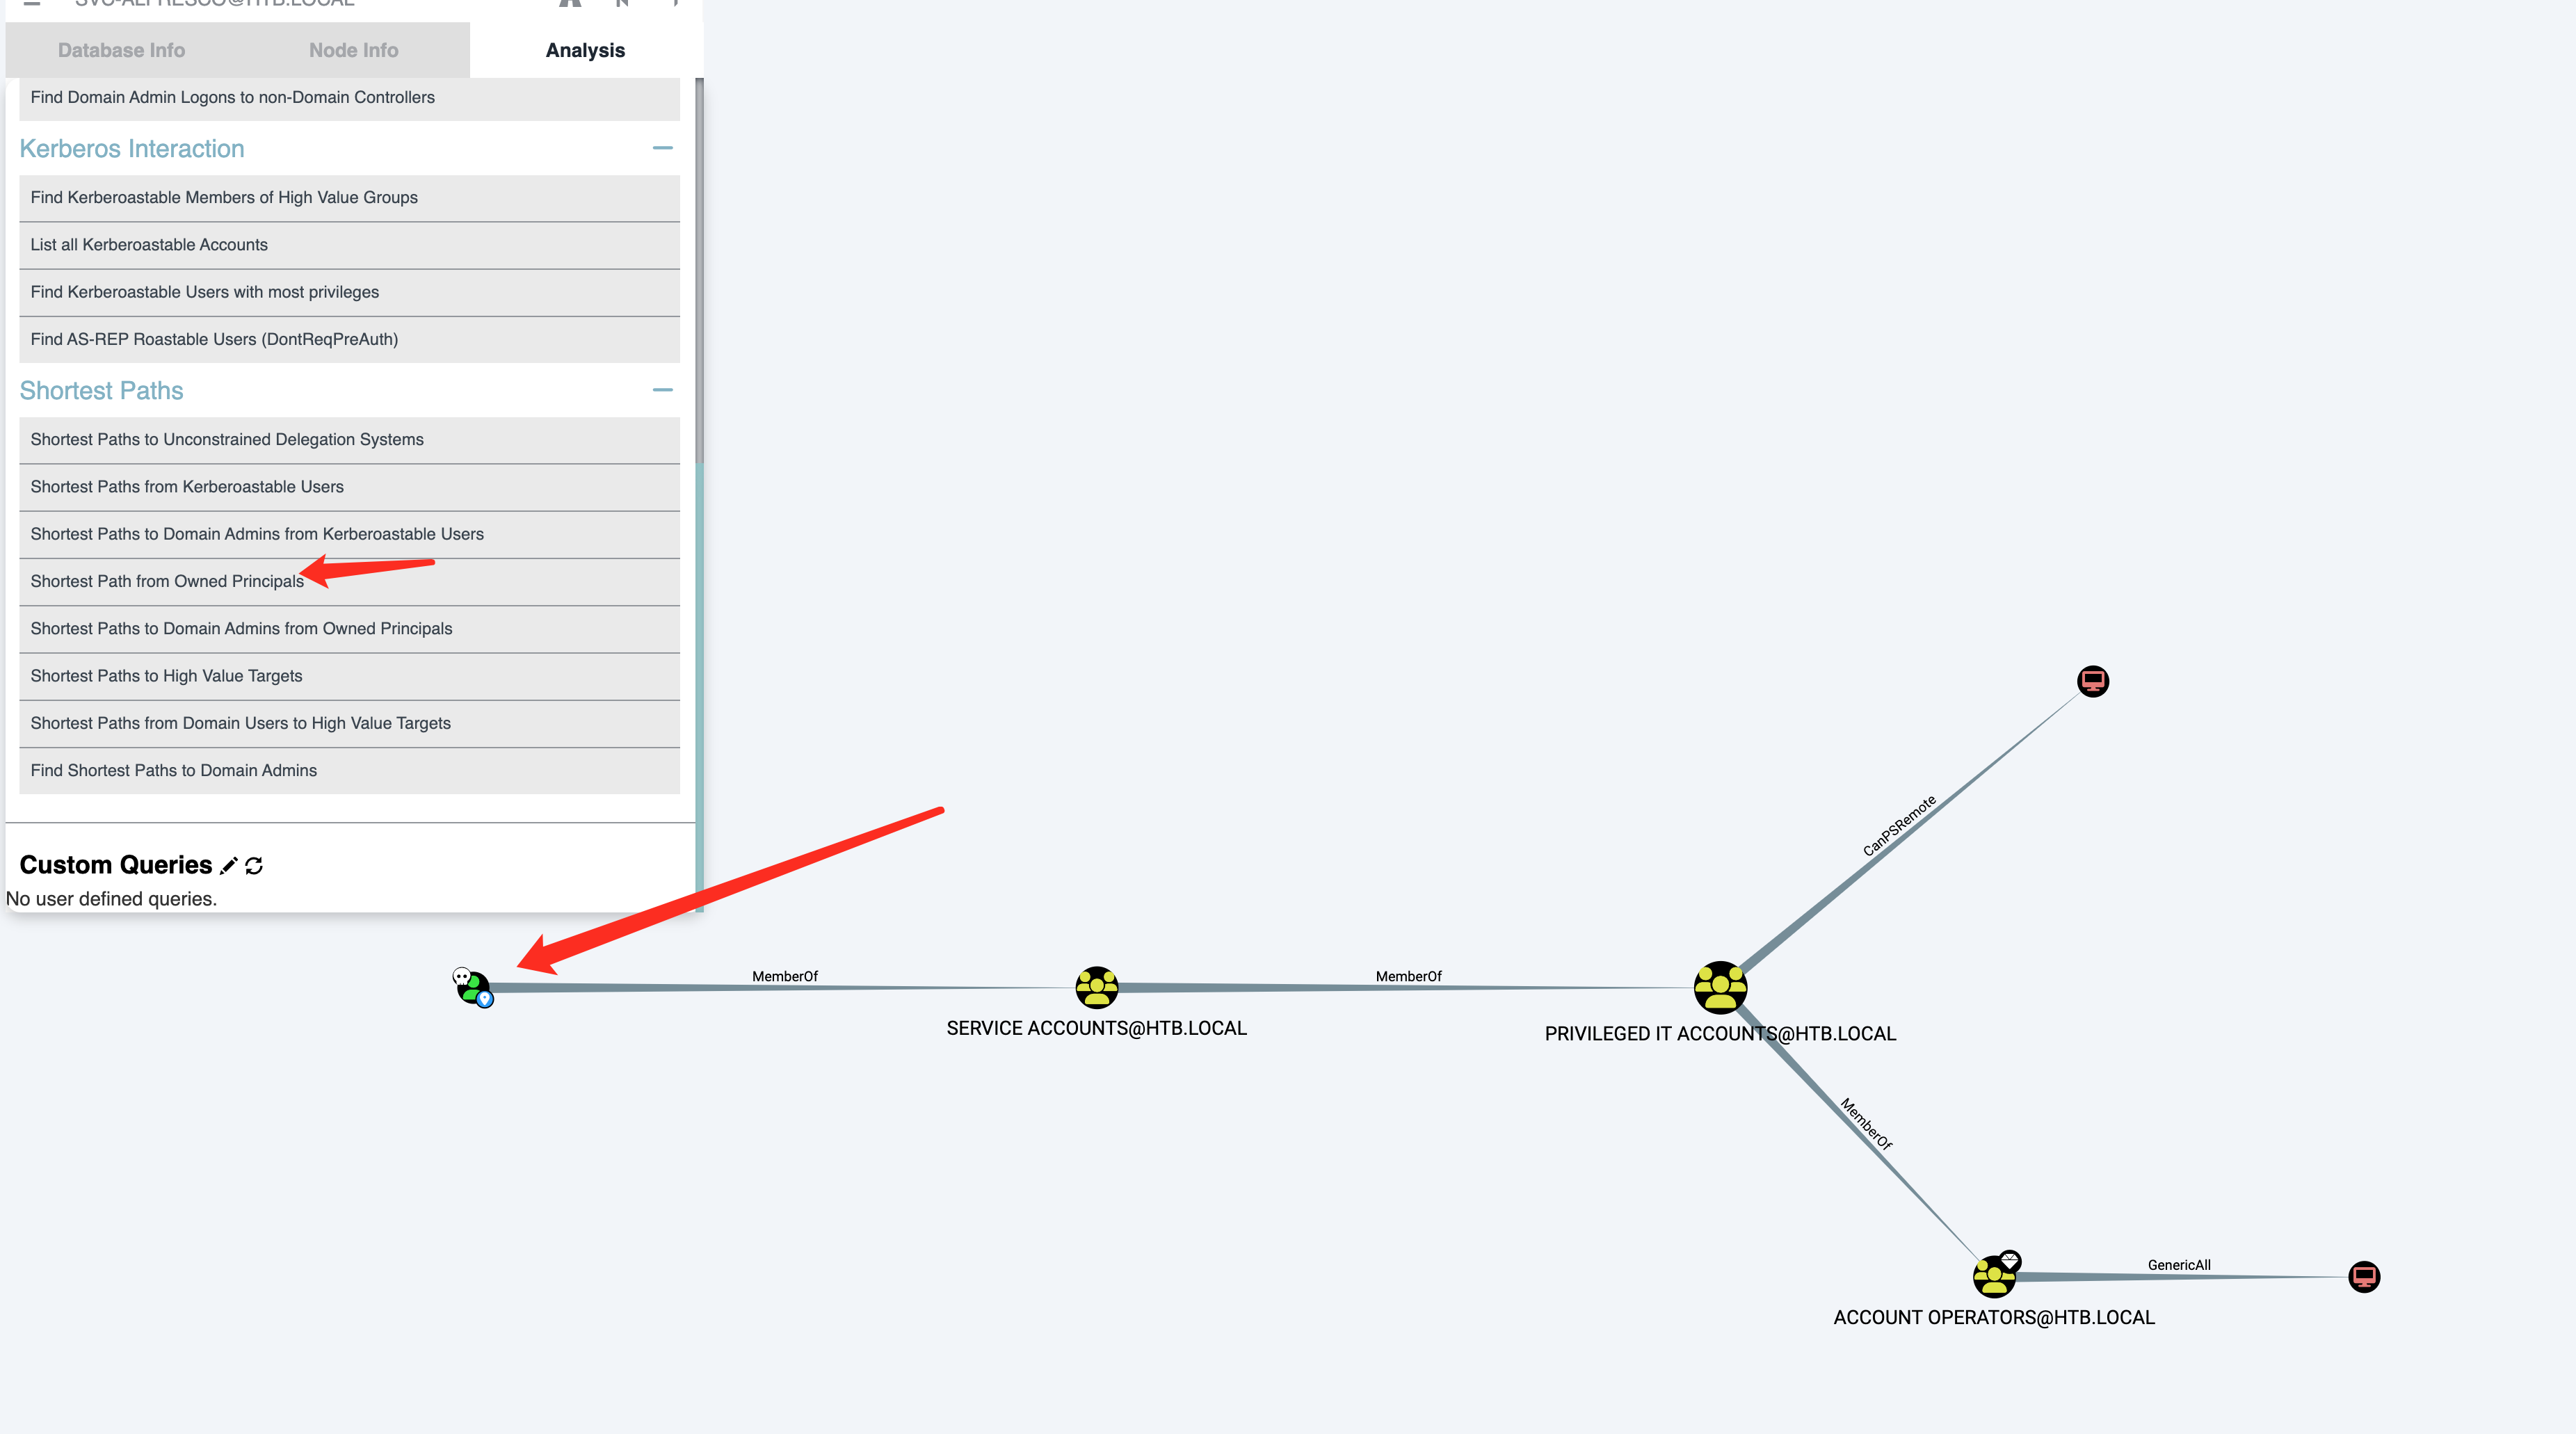 SVC-ALFRESCO@HTB.LOCAL
Database Info
Node Info
Analysis
Find Domain Admin Logons to non-Domain Controllers
Kerberos Interaction
Find Kerberoastable Members of High Value Groups
List all Kerberoastable Accounts
Find Kerberoastable Users with most privileges
Find AS-REP Roastable Users (DontReqPreAuth)
Shortest Paths
Shortest Paths to Unconstrained Delegation Systems
Shortest Paths from Kerberoastable Users
Shortest Paths to Domain Admins from Kerberoastable Users
Shortest Path from Owned Principals
Shortest Paths to Domain Admins from Owned Principals
Shortest Paths to High Value Targets
Shortest Paths from Domain Users to High Value Targets
Find Shortest Paths to Domain Admins
Custom Queries
No user defined queries.
CanPSRemote
MemberOf
MemberOf
SERVICE ACCOUNTS@HTB.LOCAL
PRIVILEGED IT ACCOUNTS@HTB.LOCAL
MemberOf
GenericAll
ACCOUNT OPERATORS@HTB.LOCAL